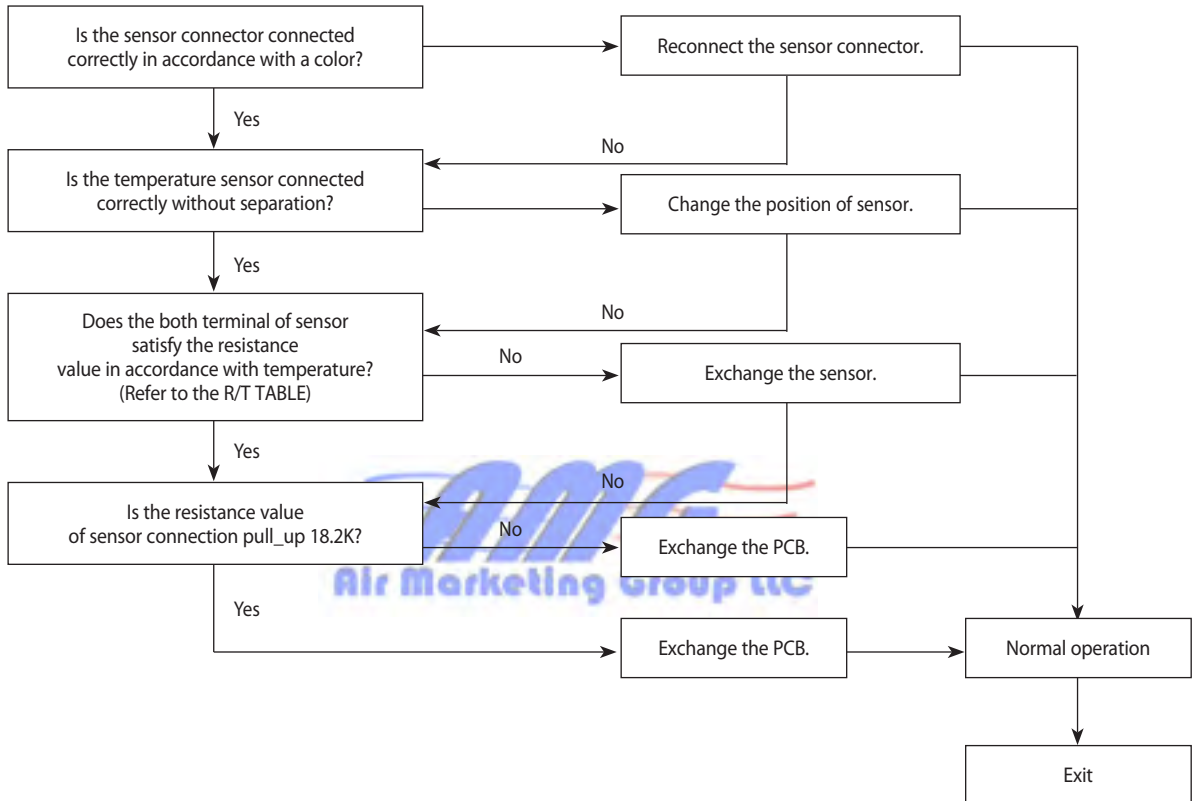 Is the sensor connector connected
correctly in accordance with a color?
Reconnect the sensor connector.
Yes
No
Is the temperature sensor connected
correctly without separation?
Change the position of sensor.
Yes
No
Does the both terminal of sensor
satisfy the resistance
value in accordance with temperature?
(Refer to the R/T TABLE)
No
Exchange the sensor.
Yes
No
AMG
Air Marketing Group LLC
Is the resistance value
of sensor connection pull_up 18.2K?
No
Exchange the PCB.
Yes
Exchange the PCB.
Normal operation
Exit